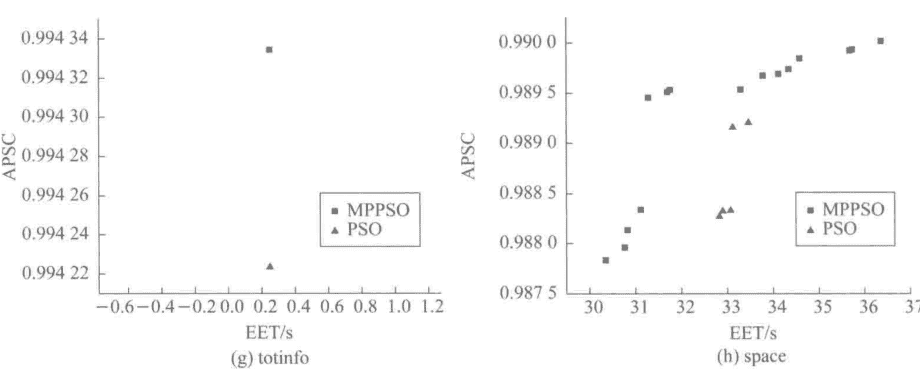 0.994 34
0.994 32
0.994 30
0.994 28
0.994 26
0.994 24
0.994 22
APSC
MPPSO
PSO
−0.6 −0.4 −0.2 0.0 0.2 0.4 0.6 0.8 1.0 1.2
EET/s
(g) totinfo
0.990 0
0.989 5
0.989 0
0.988 5
0.988 0
0.987 5
APSC
MPPSO
PSO
30 31 32 33 34 35 36 37
EET/s
(h) space